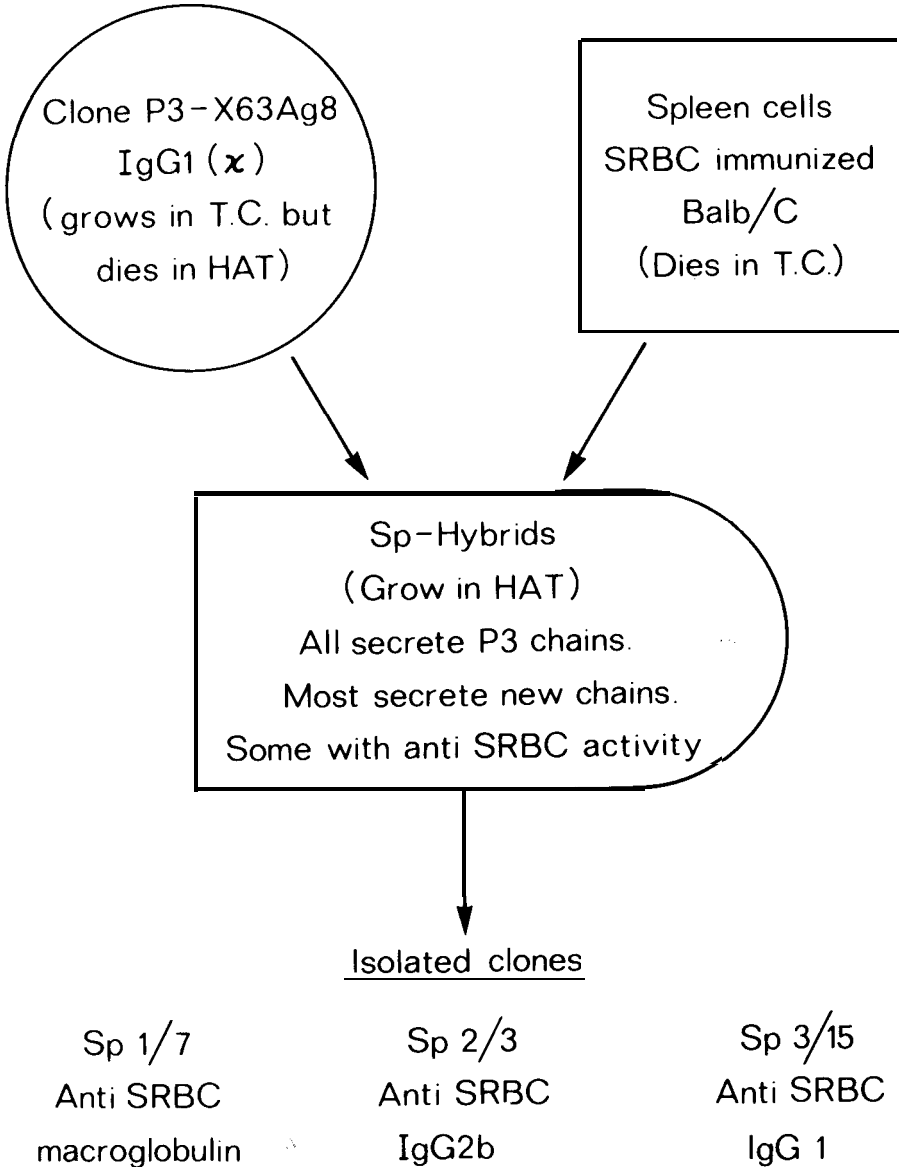 Clone P3-X63Ag8
IgG1 (ϰ)
(grows in T.C. but
dies in HAT)
Spleen cells
SRBC immunized
Balb/C
(Dies in T.C.)
Sp-Hybrids
(Grow in HAT)
All secrete P3 chains.
Most secrete new chains.
Some with anti SRBC activity
Isolated clones
Sp 1/7
Anti SRBC
macroglobulin
Sp 2/3
Anti SRBC
IgG2b
Sp 3/15
Anti SRBC
IgG 1